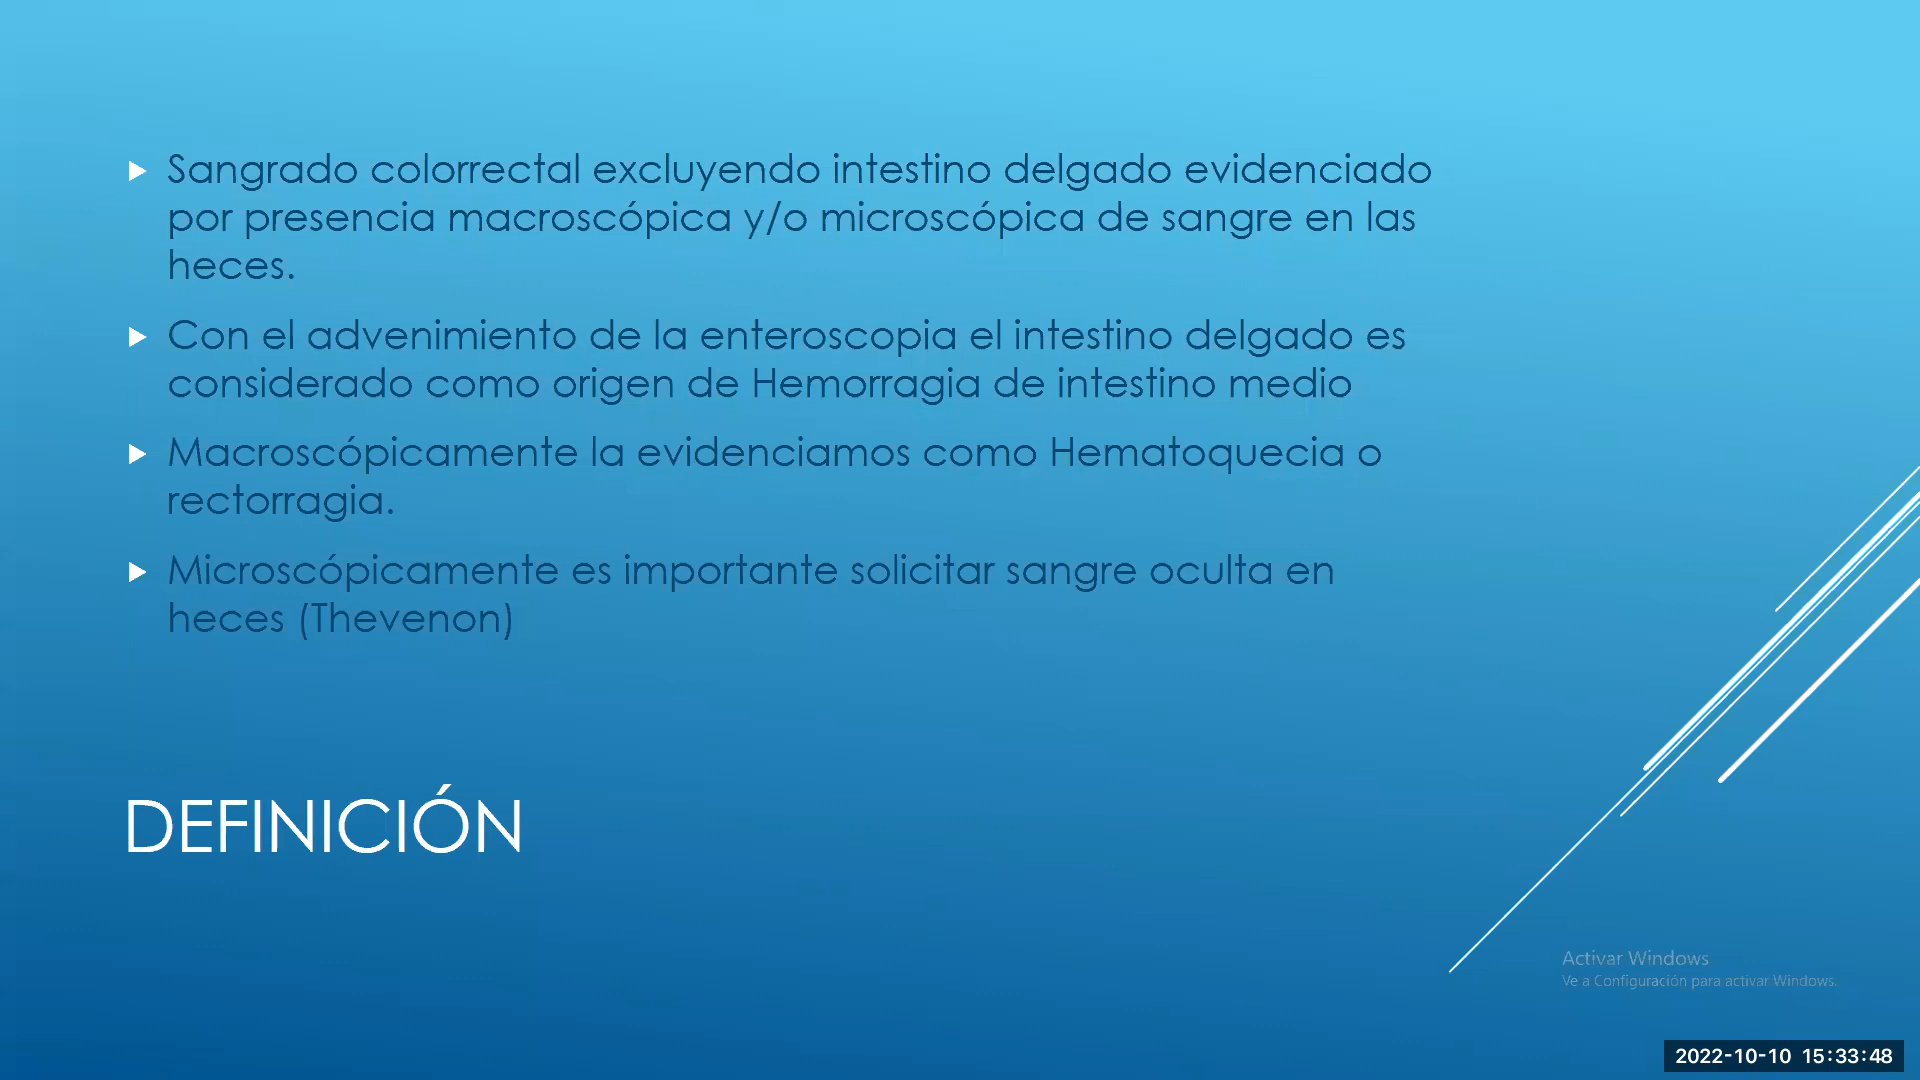 Sangrado colorrectal excluyendo intestino delgado evidenciado
por presencia macroscópica y/o microscópica de sangre en las
heces.
Con el advenimiento de la enteroscopia el intestino delgado es
considerado como origen de Hemorragia de intestino medio
Macroscópicamente la evidenciamos como Hematoquecia o
rectorragia.
Microscópicamente es importante solicitar sangre oculta en
heces (Thevenon)
DEFINICIÓN
Activar Windows
Ve a Configuración para activar Windows.
2022-10-10 15:33:48